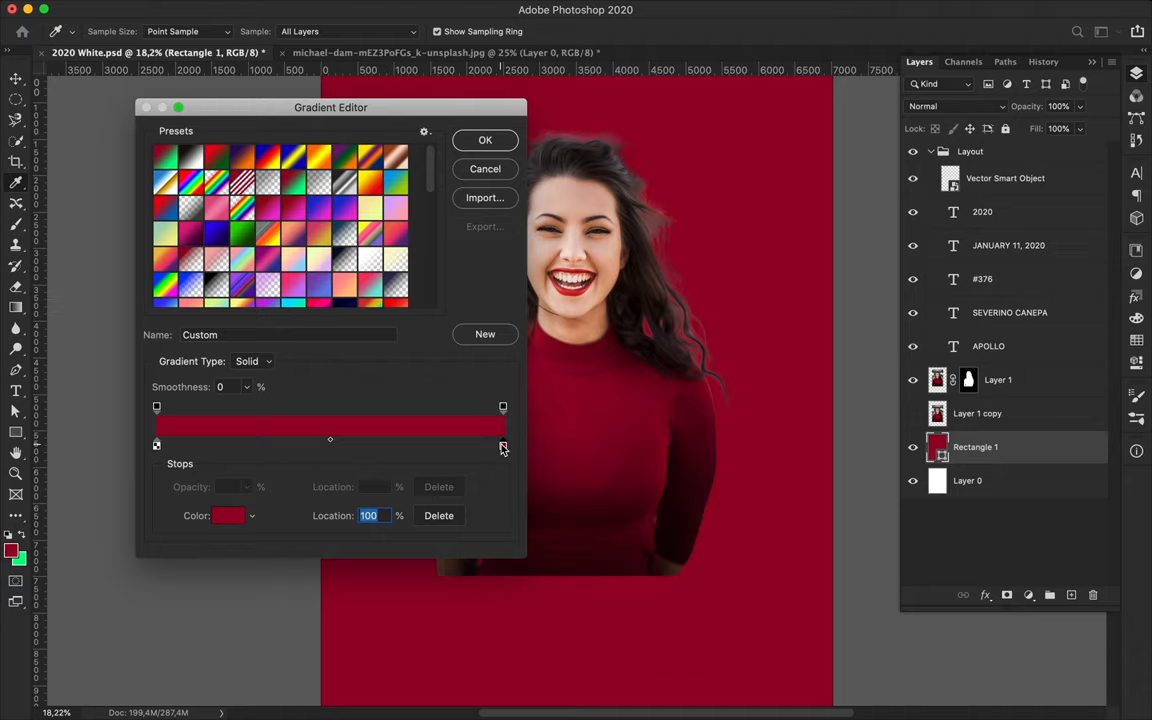 Adobe Photoshop 2020
Sample Size: Point Sample Sample: All Layers Show Sampling Ring
2020 White.psd @ 18,2% (Rectangle 1, RGB/8) * michael-dam-mEZ3PoFGs_k-unsplash.jpg @ 25% (Layer 0, RGB/8) *
3500 3000 2500 2000 1500 1000 500 0 500 1000 1500 2000 2500 3000 3500 4000 4500 5000 5500 6000 6500 7000 7500 8000
Gradient Editor
Presets
OK
Cancel
Import...
Export...
Name: Custom
New
Gradient Type: Solid
Smoothness: 0 %
Stops
Opacity: % Location: % Delete
Color: Location: 100 % Delete
Layers Channels Paths History
Kind
Normal Opacity: 100%
Lock: Fill: 100%
Layout
Vector Smart Object
2020
JANUARY 11, 2020
#376
SEVERINO CANEPA
APOLLO
Layer 1
Layer 1 copy
Rectangle 1
Layer 0
fx
18,22% Doc: 199,4M/287,4M